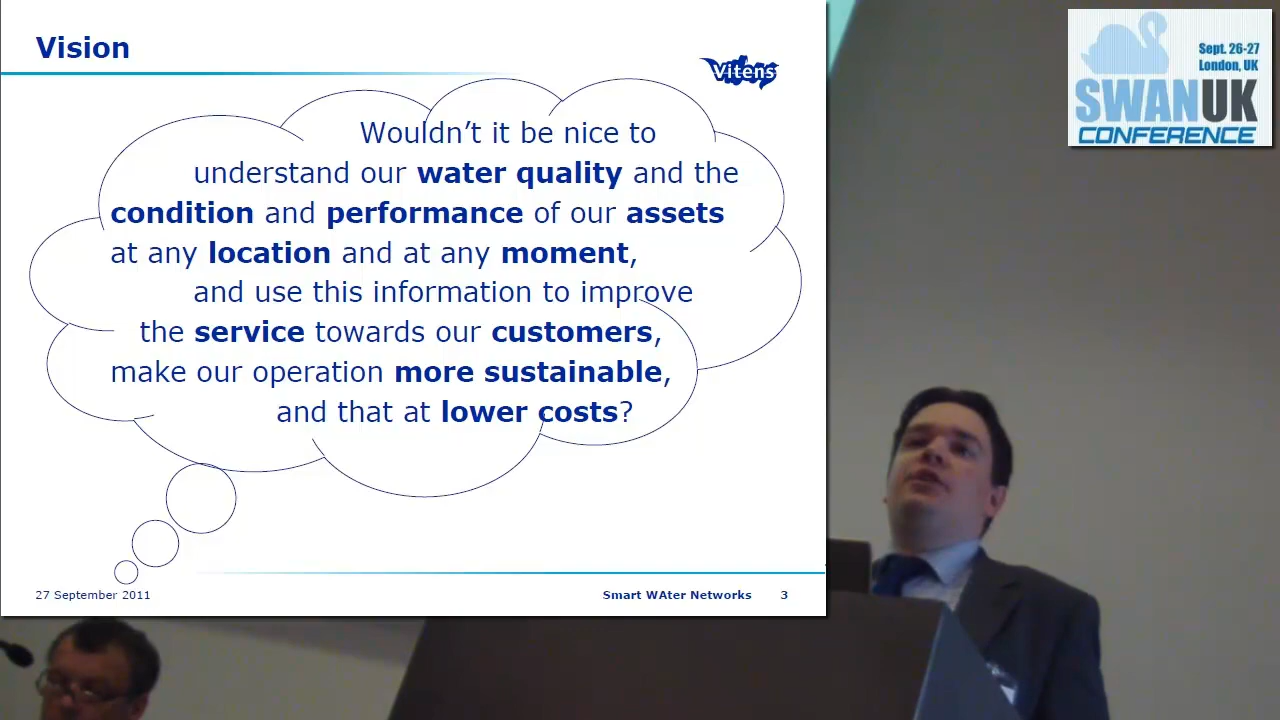 Vision
Vitens
Wouldn't it be nice to
understand our water quality and the
condition and performance of our assets
at any location and at any moment,
and use this information to improve
the service towards our customers,
make our operation more sustainable,
and that at lower costs?
27 September 2011
Smart WAter Networks 3
Sept. 26-27
London, UK
SWANUK
CONFERENCE